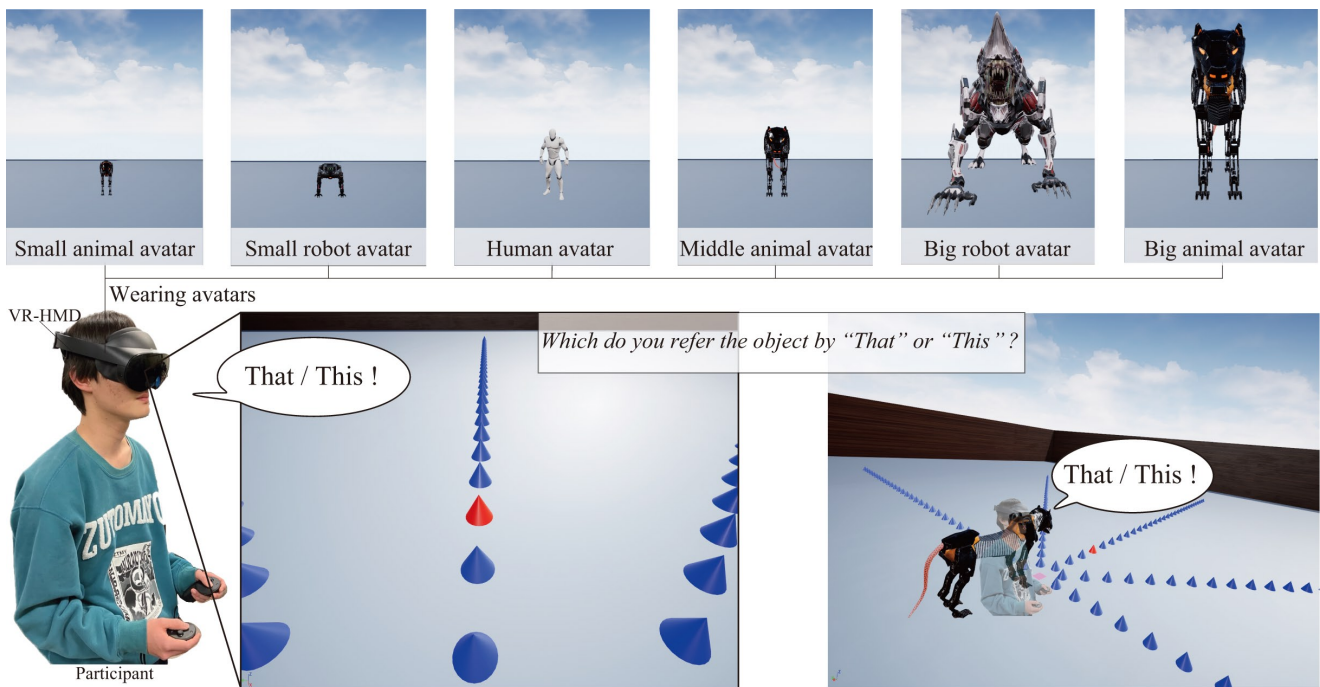 Small animal avatar
Small robot avatar
Human avatar
Middle animal avatar
Big robot avatar
Big animal avatar
Wearing avatars
VR-HMD
That / This !
Which do you refer the object by “That” or “This”?
That / This !
Participant